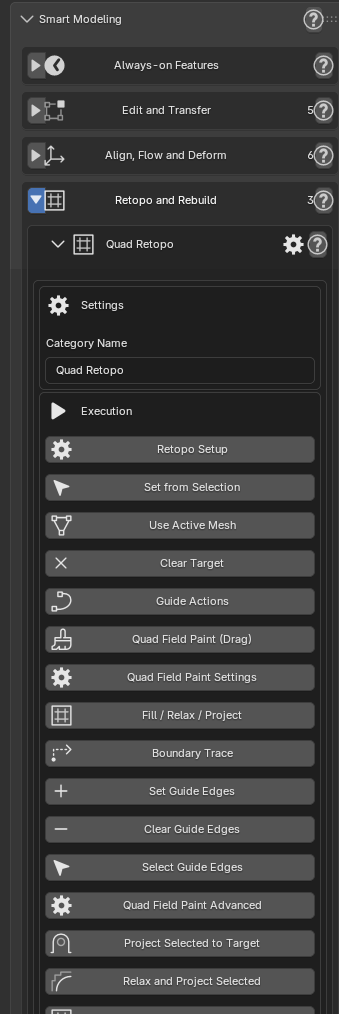 Smart Modeling
Always-on Features
Edit and Transfer 5
Align, Flow and Deform 6
Retopo and Rebuild 3
Quad Retopo
Settings
Category Name
Quad Retopo
Execution
Retopo Setup
Set from Selection
Use Active Mesh
Clear Target
Guide Actions
Quad Field Paint (Drag)
Quad Field Paint Settings
Fill / Relax / Project
Boundary Trace
Set Guide Edges
Clear Guide Edges
Select Guide Edges
Quad Field Paint Advanced
Project Selected to Target
Relax and Project Selected